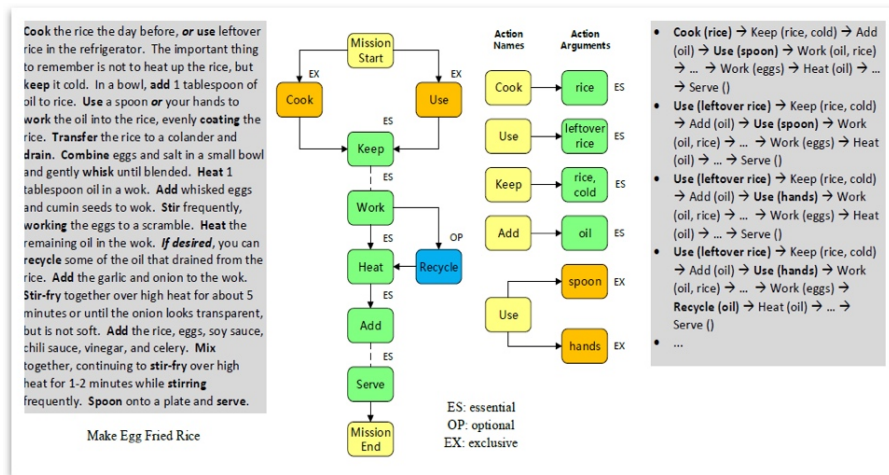 Cook the rice the day before, or use leftover
rice in the refrigerator. The important thing
to remember is not to heat up the rice, but
keep it cold. In a bowl, add 1 tablespoon of
oil to rice. Use a spoon or your hands to
work the oil into the rice, evenly coating the
rice. Transfer the rice to a colander and
drain. Combine eggs and salt in a small bowl
and gently whisk until blended. Heat 1
tablespoon oil in a wok. Add whisked eggs
and cumin seeds to wok. Stir frequently,
working the eggs to a scramble. Heat the
remaining oil in the wok. If desired, you can
recycle some of the oil that drained from the
rice. Add the garlic and onion to the wok.
Stir-fry together over high heat for about 5
minutes or until the onion looks transparent,
but is not soft. Add the rice, eggs, soy sauce,
chili sauce, vinegar, and celery. Mix
together, continuing to stir-fry over high
heat for 1-2 minutes while stirring
frequently. Spoon onto a plate and serve.
Make Egg Fried Rice
Mission
Start
EX
EX
Cook
Use
ES
Keep
ES
Work
ES
OP
Heat
Recycle
ES
Add
ES
Serve
Mission
End
Action
Names
Action
Arguments
Cook
rice
ES
Use
leftover
rice
ES
Keep
rice,
cold
ES
Add
oil
ES
spoon
EX
Use
hands
EX
ES: essential
OP: optional
EX: exclusive
• Cook (rice) → Keep (rice, cold) → Add
(oil) → Use (spoon) → Work (oil, rice)
→ ... → Work (eggs) → Heat (oil) → ...
→ Serve ()
• Use (leftover rice) → Keep (rice, cold)
→ Add (oil) → Use (spoon) → Work
(oil, rice) → ... → Work (eggs) → Heat
(oil) → ... → Serve ()
• Use (leftover rice) → Keep (rice, cold)
→ Add (oil) → Use (hands) → Work
(oil, rice) → ... → Work (eggs) → Heat
(oil) → ... → Serve ()
• Use (leftover rice) → Keep (rice, cold)
→ Add (oil) → Use (hands) → Work
(oil, rice) → ... → Work (eggs) →
Recycle (oil) → Heat (oil) → ... →
Serve ()
• ...